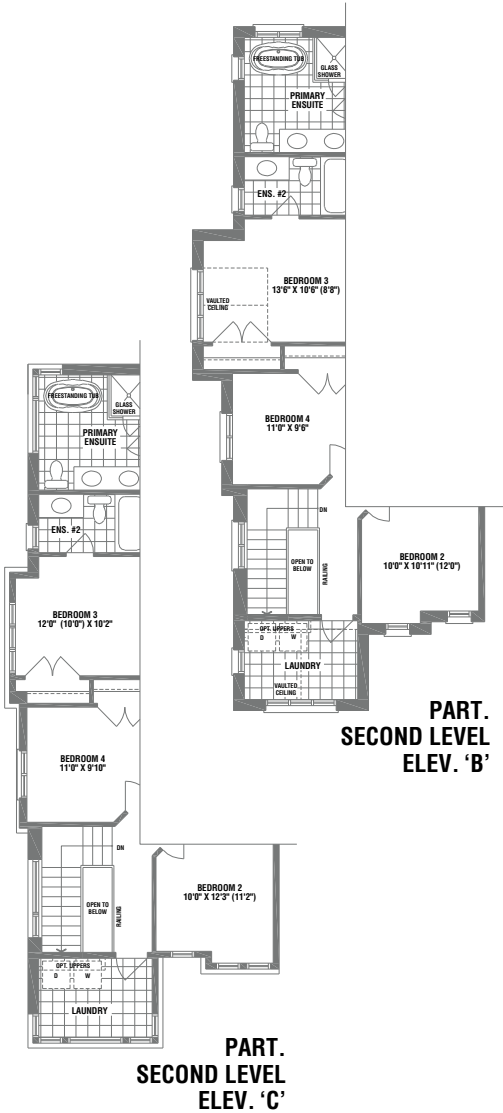 FREESTANDING TUB
GLASS
SHOWER
PRIMARY
ENSUITE
ENS. #2
BEDROOM 3
13'6" X 10'6" (8'8")
VAULTED
CEILING
BEDROOM 4
11'0" X 9'6"
DN
OPEN TO
BELOW
RAILING
BEDROOM 2
10'0" X 10'11" (12'0)
OPT. UPPERS
D W
LAUNDRY
VAULTED
CEILING
PART.
SECOND LEVEL
ELEV. ‘B’
FREESTANDING TUB
GLASS
SHOWER
PRIMARY
ENSUITE
ENS. #2
BEDROOM 3
12'0" (10'0") X 10'2"
BEDROOM 4
11'0" X 9'10"
DN
OPEN TO
BELOW
RAILING
BEDROOM 2
10'0" X 12'3" (11'2")
OPT. UPPERS
D W
LAUNDRY
PART.
SECOND LEVEL
ELEV. ‘C’